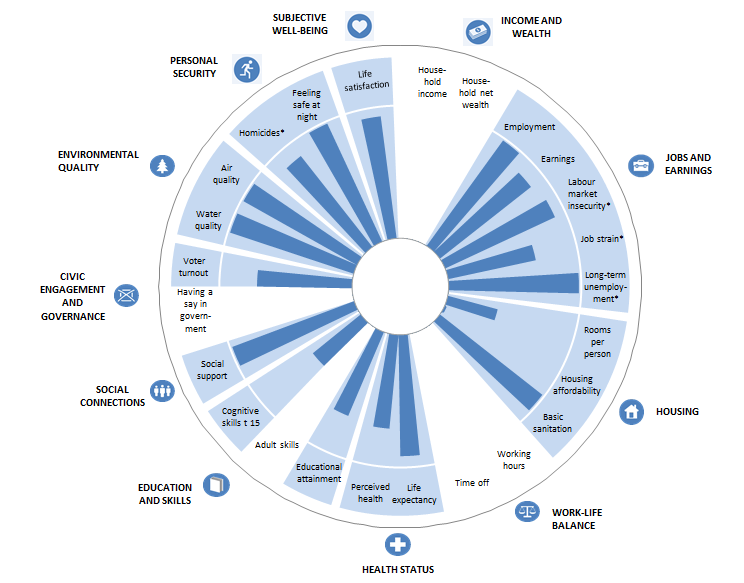 SUBJECTIVE
WELL-BEING
INCOME AND
WEALTH
PERSONAL
SECURITY
Life
satisfaction
House-
hold
income
House-
hold net
wealth
Feeling
safe at
night
Homicides*
Employment
ENVIRONMENTAL
QUALITY
Air
quality
Earnings
JOBS AND
EARNINGS
Labour
market
insecurity*
Water
quality
Job strain*
Voter
turnout
Long-term
unemploy-
ment*
CIVIC
ENGAGEMENT
AND
GOVERNANCE
Having a
say in
govern-
ment
Rooms
per
person
Social
support
Housing
affordability
SOCIAL
CONNECTIONS
Cognitive
skills t 15
Basic
sanitation
HOUSING
Adult skills
Working
hours
Educational
attainment
Time off
EDUCATION
AND SKILLS
Perceived
health
Life
expectancy
WORK-LIFE
BALANCE
HEALTH STATUS